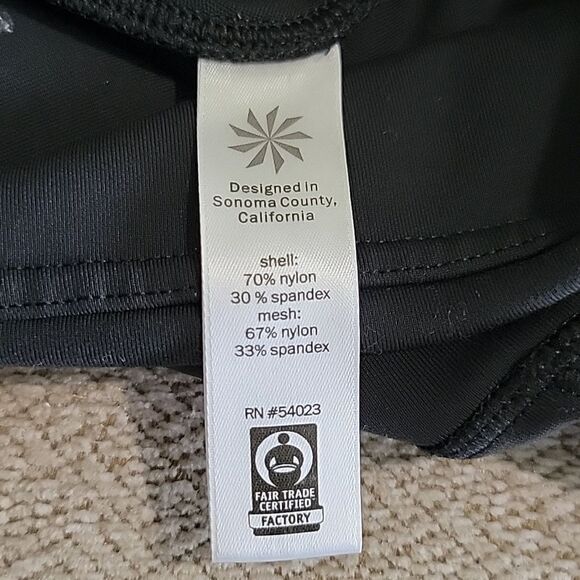 Designed in
Sonoma County,
California
shell:
70% nylon
30 % spandex
mesh:
67% nylon
33% spandex
RN #54023
FAIR TRADE
CERTIFIED™
FACTORY